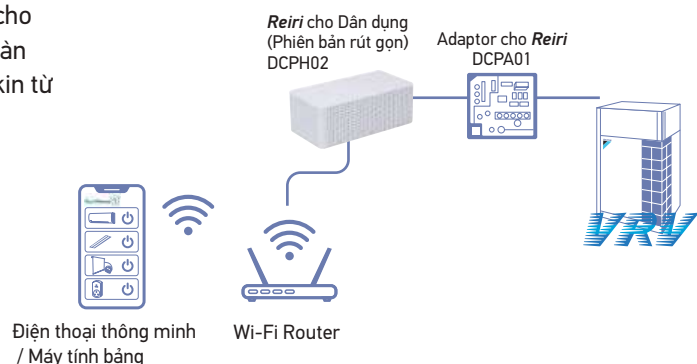 cho
àn
kin từ
Reiri cho Dân dụng
(Phiên bản rút gọn)
DCPH02
Adaptor cho Reiri
DCPA01
VRV
Điện thoại thông minh
/ Máy tính bảng
Wi-Fi Router